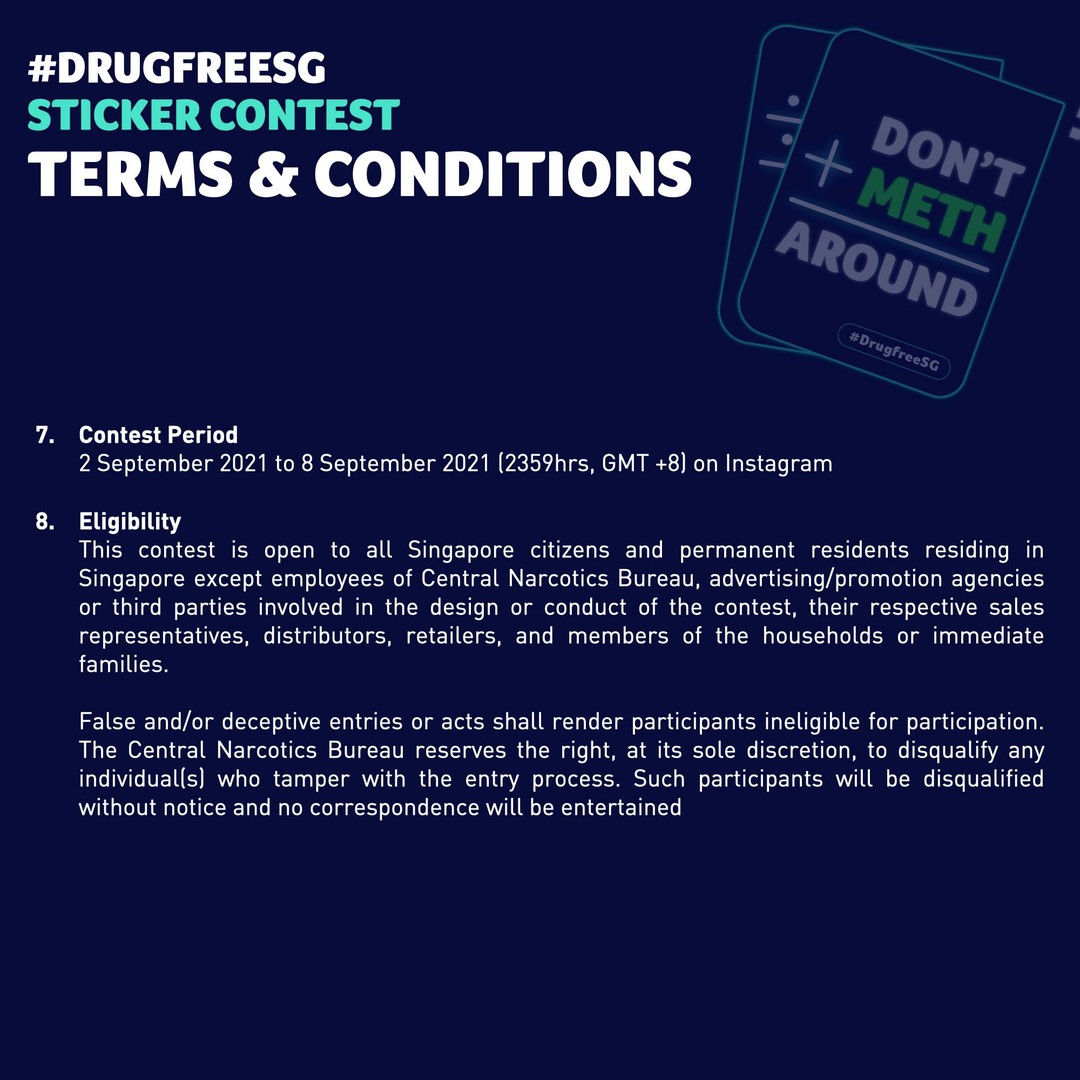 #DRUGFREESG
STICKER CONTEST
TERMS & CONDITIONS
DON'T
+ METH
AROUND
#DrugfreeSG
7. Contest Period
2 September 2021 to 8 September 2021 (2359hrs, GMT +8) on Instagram
8. Eligibility
This contest is open to all Singapore citizens and permanent residents residing in
Singapore except employees of Central Narcotics Bureau, advertising/promotion agencies
or third parties involved in the design or conduct of the contest, their respective sales
representatives, distributors, retailers, and members of the households or immediate
families.
False and/or deceptive entries or acts shall render participants ineligible for participation.
The Central Narcotics Bureau reserves the right, at its sole discretion, to disqualify any
individual(s) who tamper with the entry process. Such participants will be disqualified
without notice and no correspondence will be entertained